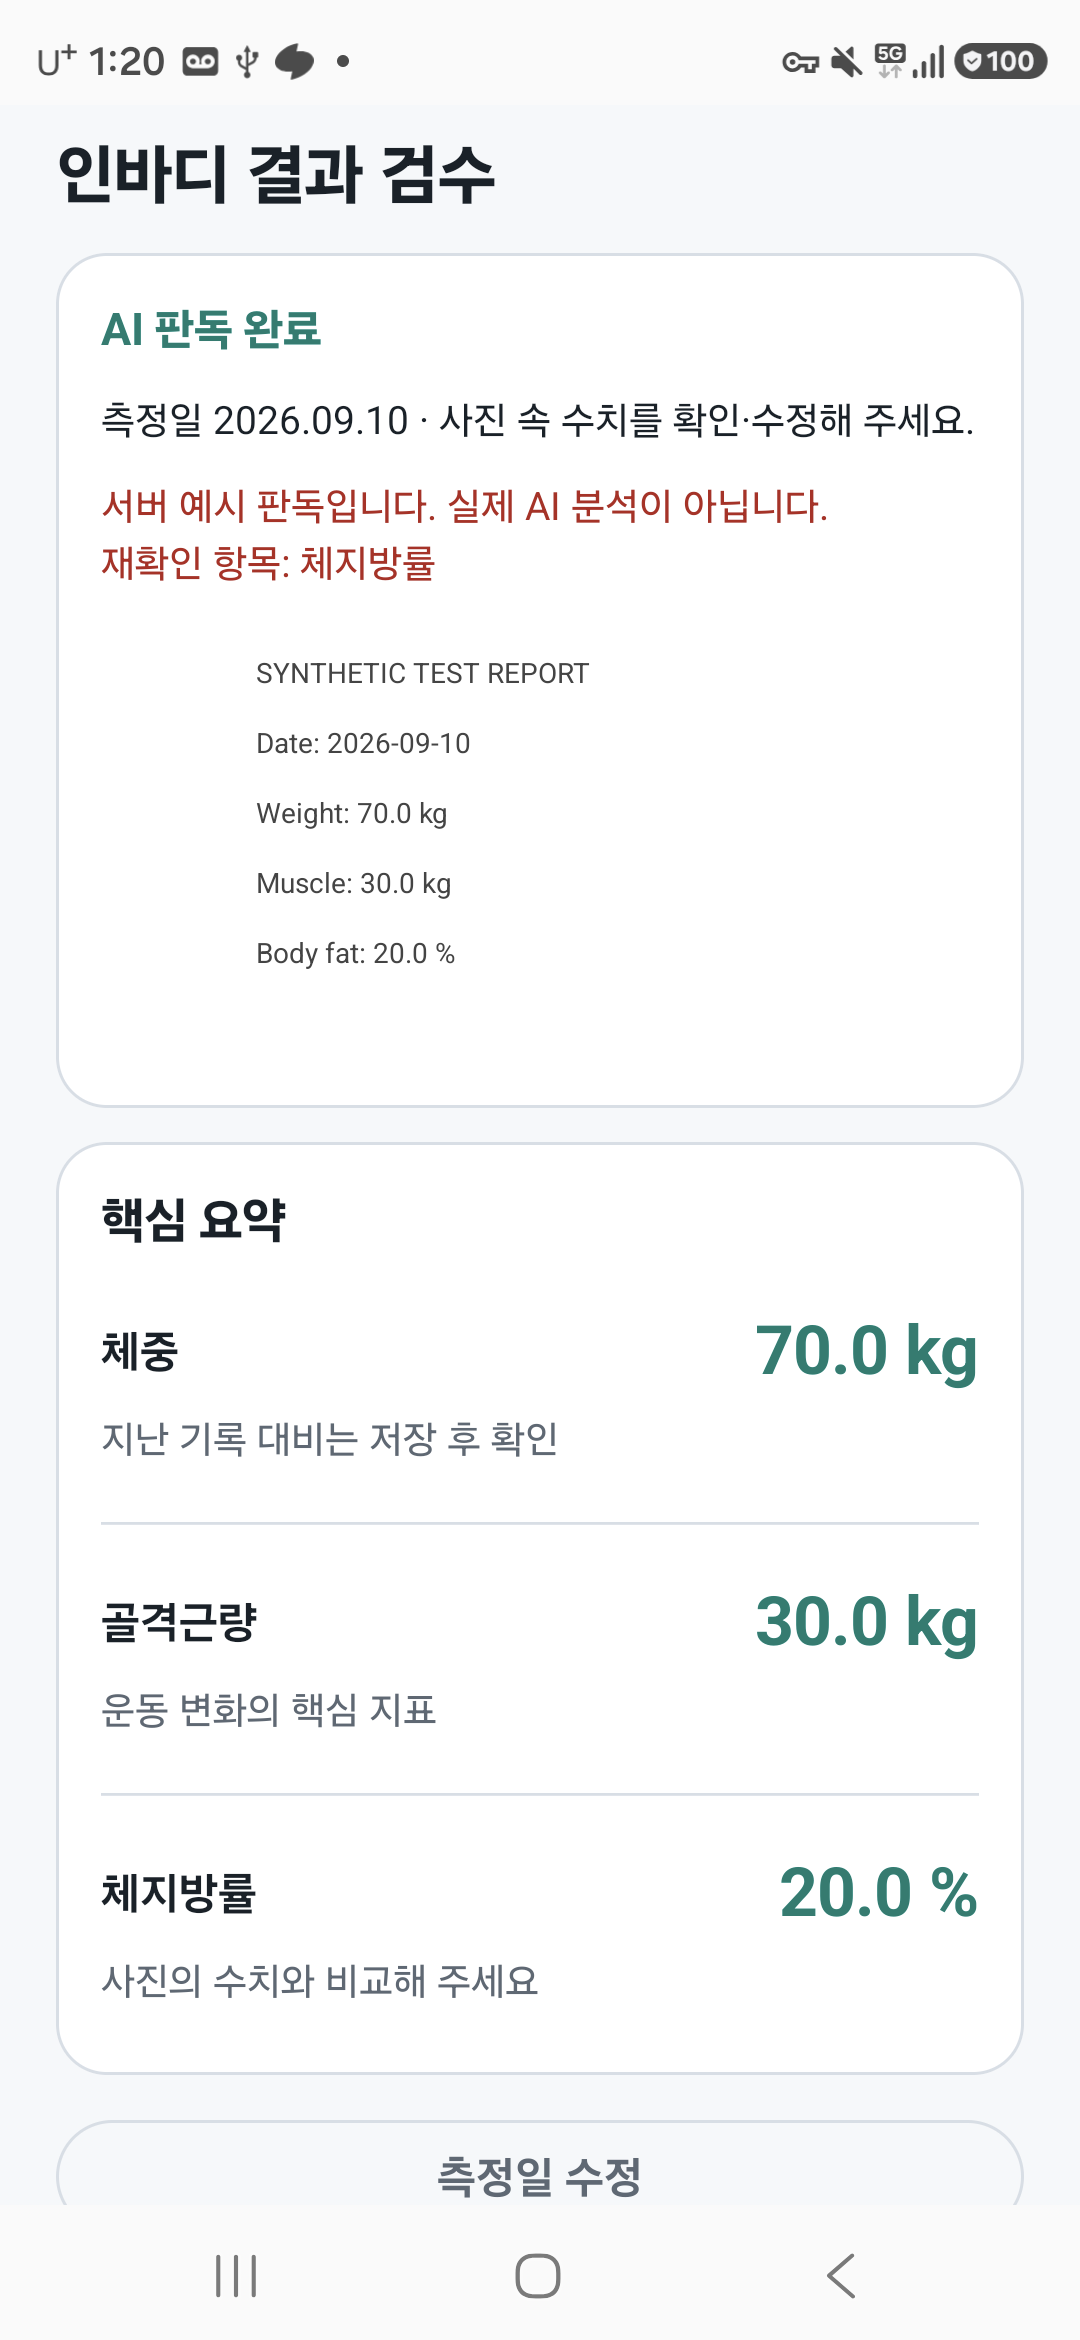 U+ 1:20 5G 100
인바디 결과 검수
AI 판독 완료
측정일 2026.09.10 · 사진 속 수치를 확인·수정해 주세요.
서버 예시 판독입니다. 실제 AI 분석이 아닙니다.
재확인 항목: 체지방률
SYNTHETIC TEST REPORT
Date: 2026-09-10
Weight: 70.0 kg
Muscle: 30.0 kg
Body fat: 20.0 %
핵심 요약
체중 70.0 kg
지난 기록 대비는 저장 후 확인
골격근량 30.0 kg
운동 변화의 핵심 지표
체지방률 20.0 %
사진의 수치와 비교해 주세요
측정일 수정